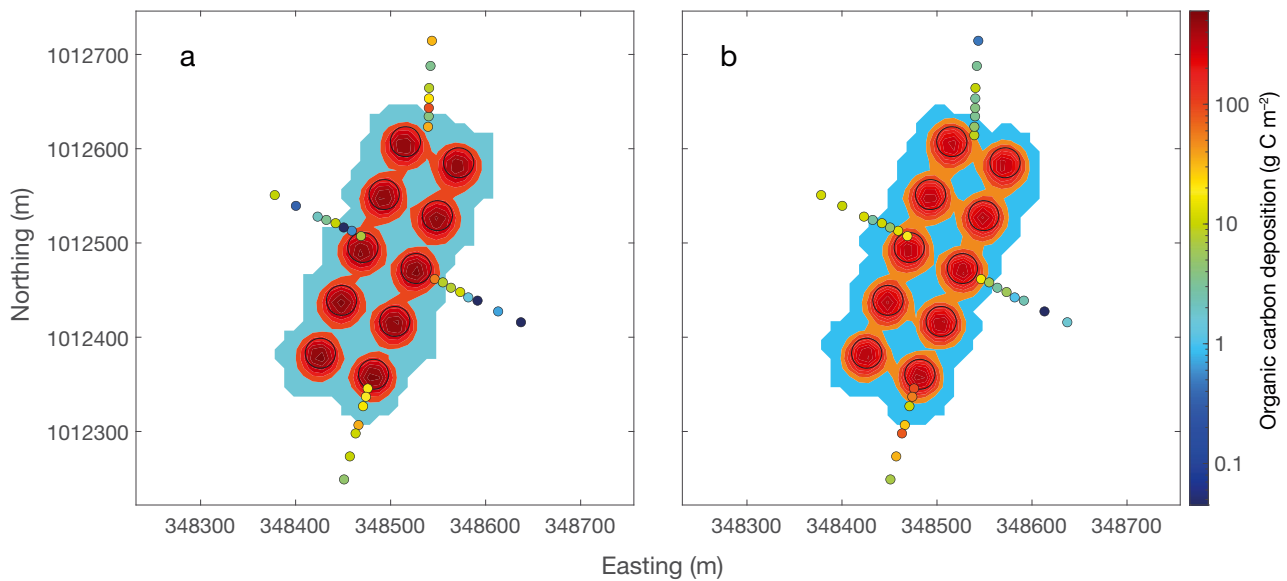 a
b
1012700
1012600
1012500
1012400
1012300
Northing (m)
348300 348400 348500 348600 348700
348300 348400 348500 348600 348700
Easting (m)
100
10
1
0.1
Organic carbon deposition (g C m⁻²)